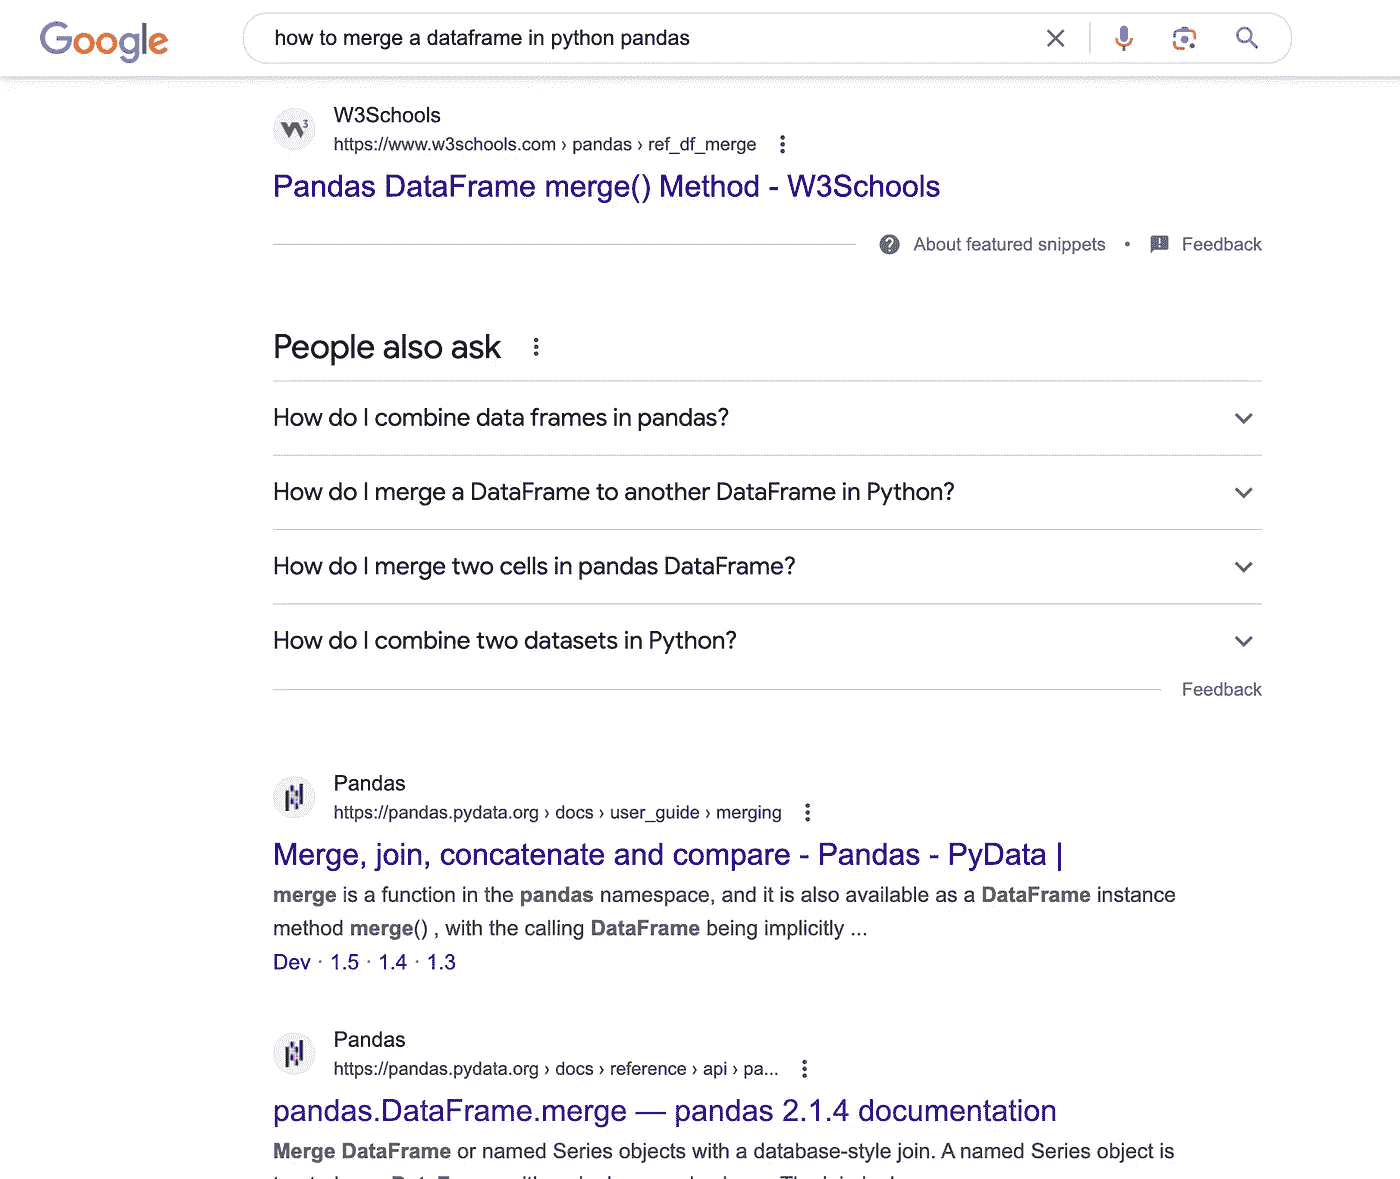 Google
how to merge a dataframe in python pandas
W3Schools
https://www.w3schools.com › pandas › ref_df_merge
Pandas DataFrame merge() Method - W3Schools
About featured snippets • Feedback
People also ask
How do I combine data frames in pandas?
How do I merge a DataFrame to another DataFrame in Python?
How do I merge two cells in pandas DataFrame?
How do I combine two datasets in Python?
Feedback
Pandas
https://pandas.pydata.org › docs › user_guide › merging
Merge, join, concatenate and compare - Pandas - PyData |
merge is a function in the pandas namespace, and it is also available as a DataFrame instance
method merge() , with the calling DataFrame being implicitly ...
Dev · 1.5 · 1.4 · 1.3
Pandas
https://pandas.pydata.org › docs › reference › api › pa...
pandas.DataFrame.merge — pandas 2.1.4 documentation
Merge DataFrame or named Series objects with a database-style join. A named Series object is